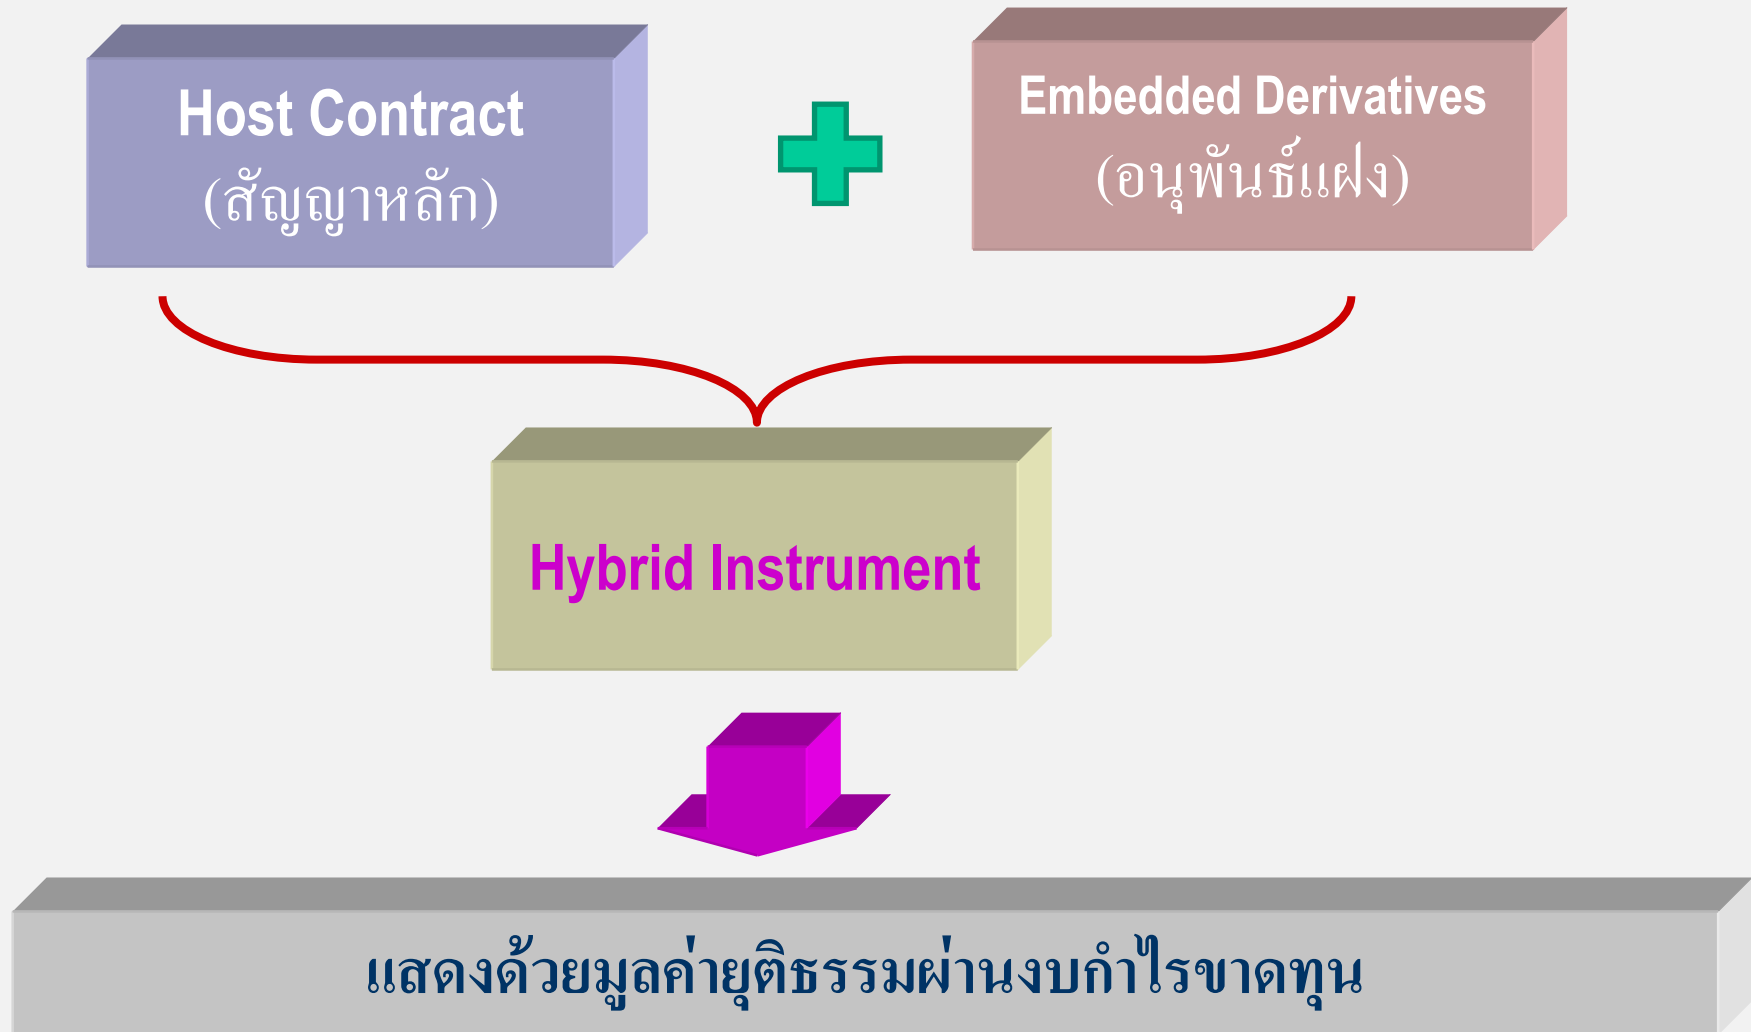 Host Contract
(สัญญาหลัก)
Embedded Derivatives
(อนุพันธ์แฝง)
Hybrid Instrument
แสดงด้วยมูลค่ายุติธรรมผ่านงบกำไรขาดทุน